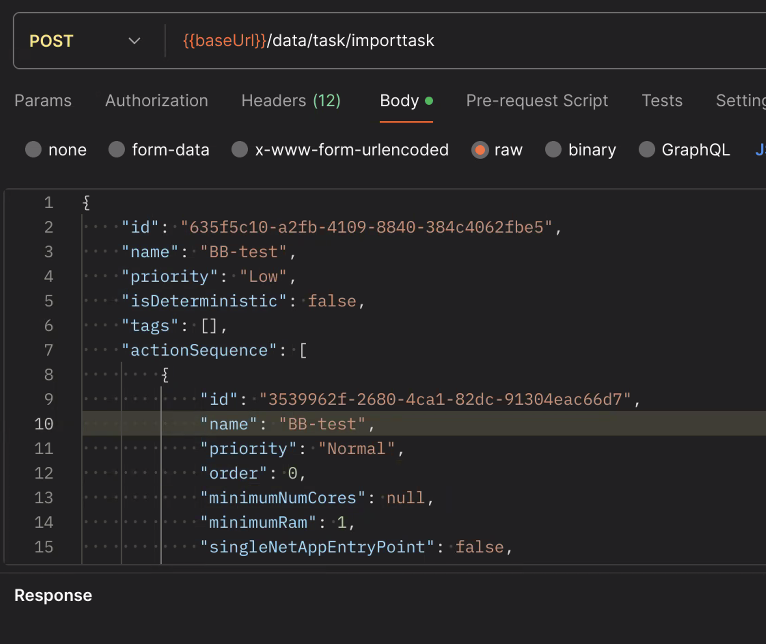 POST {{baseUrl}}/data/task/importtask
Params Authorization Headers (12) Body Pre-request Script Tests Setting
none form-data x-www-form-urlencoded raw binary GraphQL
1 {
2 "id": "635f5c10-a2fb-4109-8840-384c4062fbe5",
3 "name": "BB-test",
4 "priority": "Low",
5 "isDeterministic": false,
6 "tags": [],
7 "actionSequence": [
8 {
9 "id": "3539962f-2680-4ca1-82dc-91304eac66d7",
10 "name": "BB-test",
11 "priority": "Normal",
12 "order": 0,
13 "minimumNumCores": null,
14 "minimumRam": 1,
15 "singleNetAppEntryPoint": false,
Response